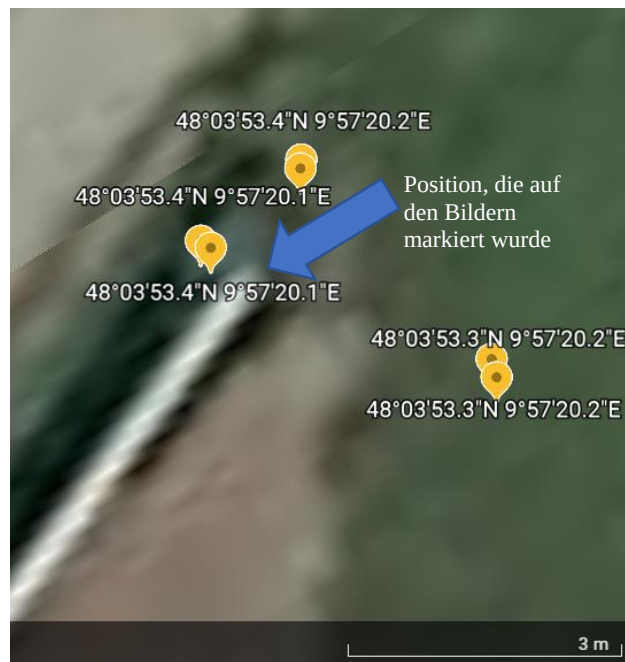 48°03'53.4"N 9°57'20.2"E
48°03'53.4"N 9°57'20.1"E
Position, die auf
den Bildern
markiert wurde
48°03'53.4"N 9°57'20.1"E
48°03'53.3"N 9°57'20.2"E
48°03'53.3"N 9°57'20.2"E
3 m